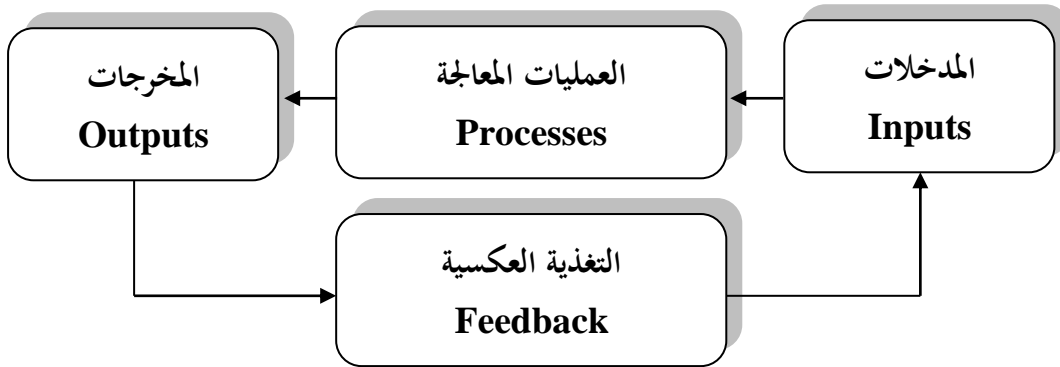 المدخلات
Inputs
العمليات المعالجة
Processes
المخرجات
Outputs
التغذية العكسية
Feedback